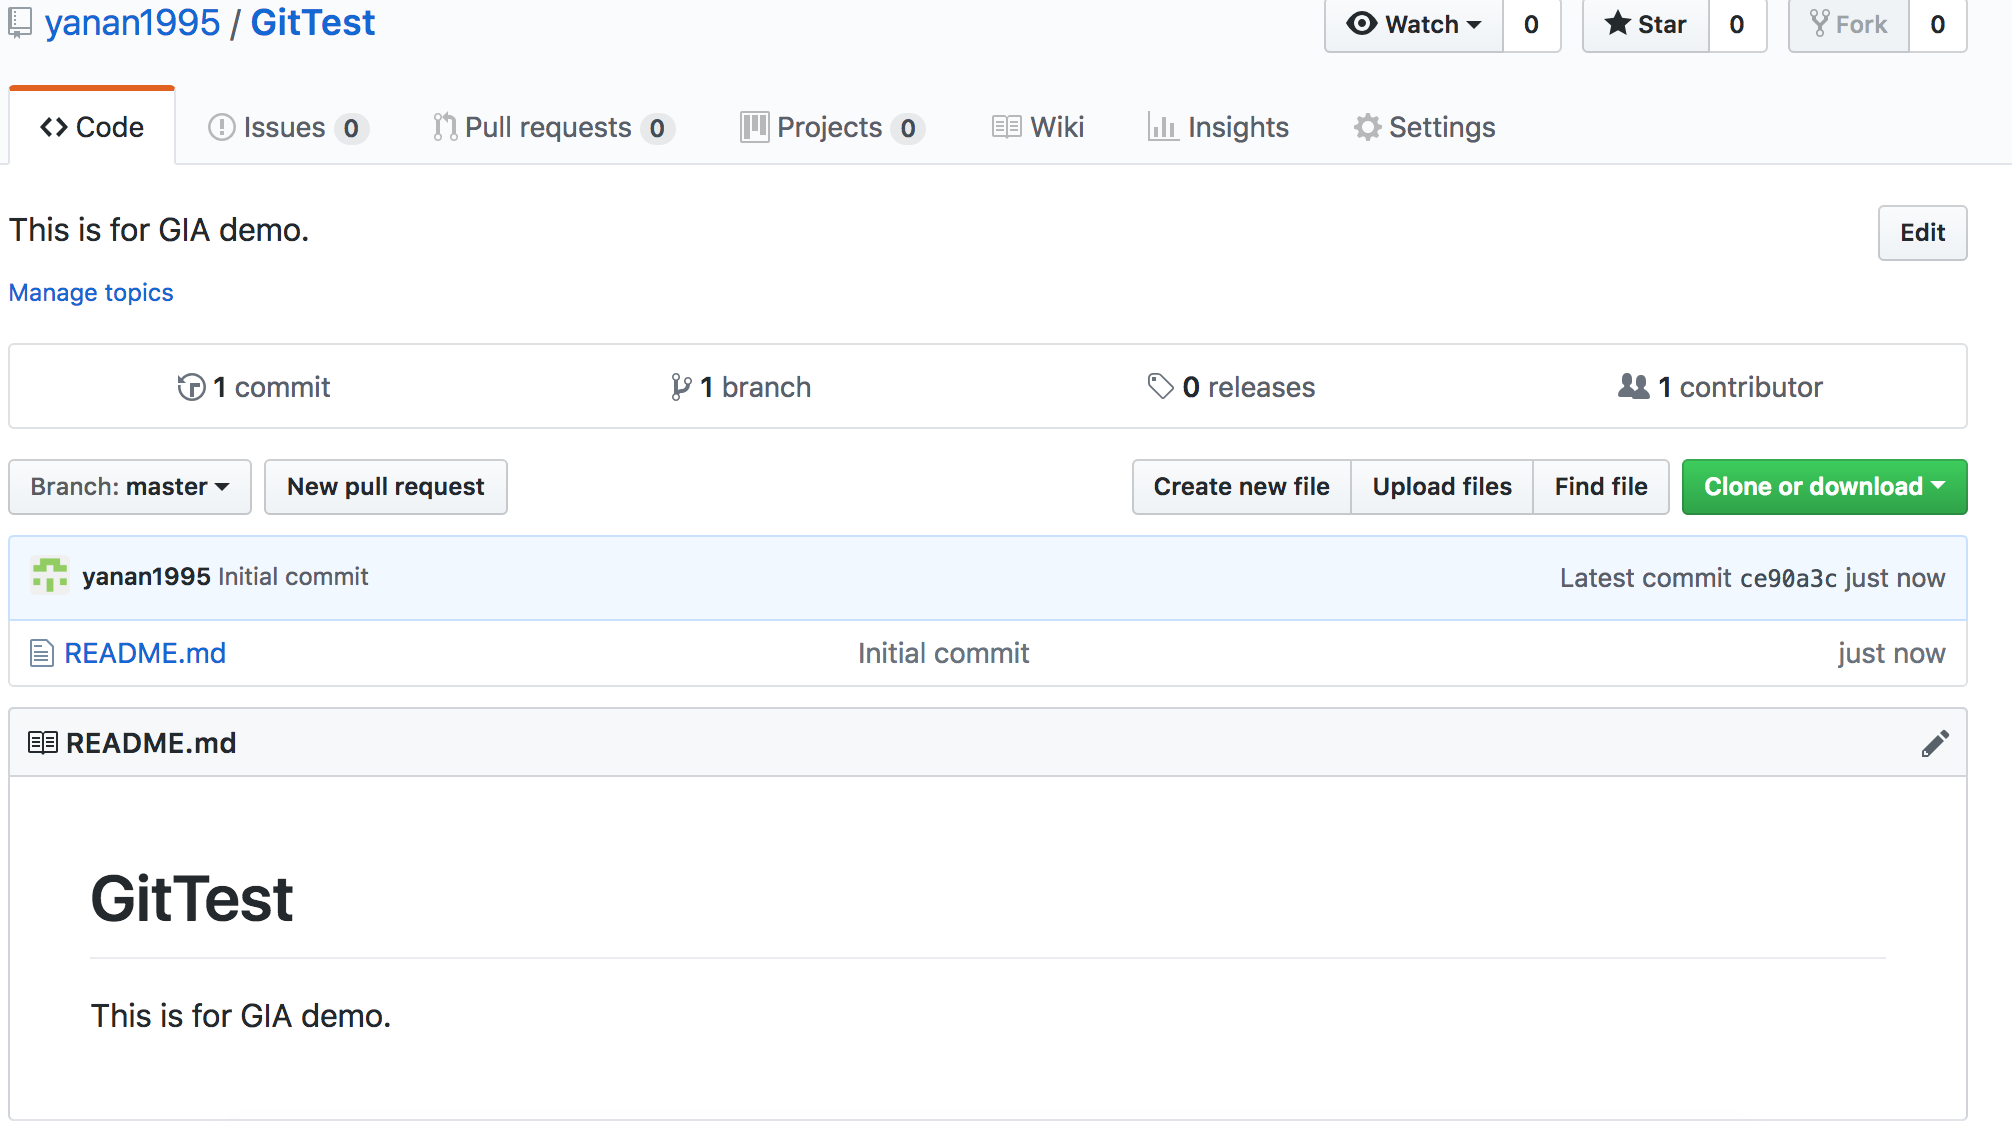 yanan1995 / GitTest Watch 0 Star 0 Fork 0
Code Issues 0 Pull requests 0 Projects 0 Wiki Insights Settings
This is for GIA demo. Edit
Manage topics
1 commit 1 branch 0 releases 1 contributor
Branch: master New pull request Create new file Upload files Find file Clone or download
yanan1995 Initial commit Latest commit ce90a3c just now
README.md Initial commit just now
README.md
GitTest
This is for GIA demo.